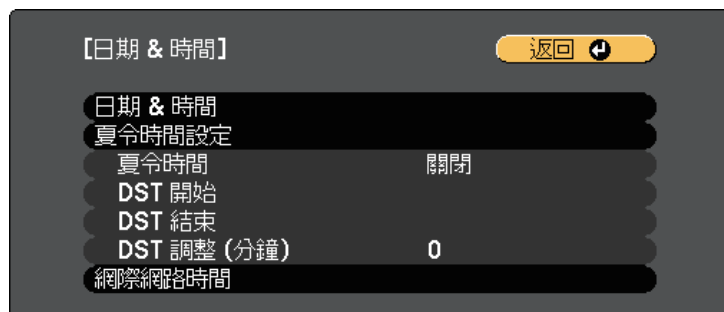 [日期 & 時間]
返回
日期 & 時間
夏令時間設定
夏令時間 關閉
DST 開始
DST 結束
DST 調整 (分鐘) 0
網際網路時間